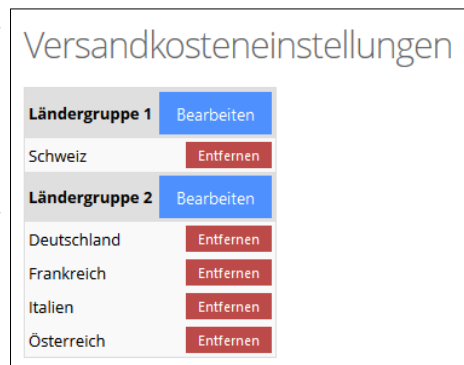 Versandkosteneinstellungen
Ländergruppe 1 Bearbeiten
Schweiz Entfernen
Ländergruppe 2 Bearbeiten
Deutschland Entfernen
Frankreich Entfernen
Italien Entfernen
Österreich Entfernen